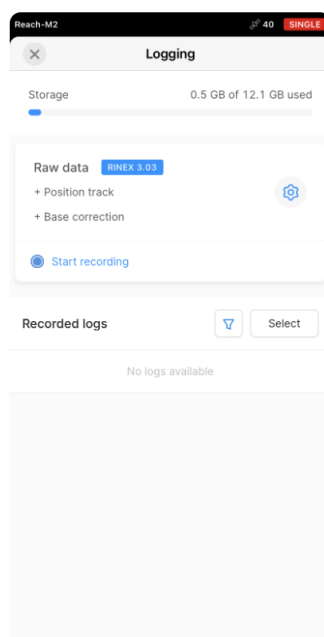 Reach-M2 40 SINGLE
Logging
Storage 0.5 GB of 12.1 GB used
Raw data RINEX 3.03
+ Position track
+ Base correction
Start recording
Recorded logs Select
No logs available